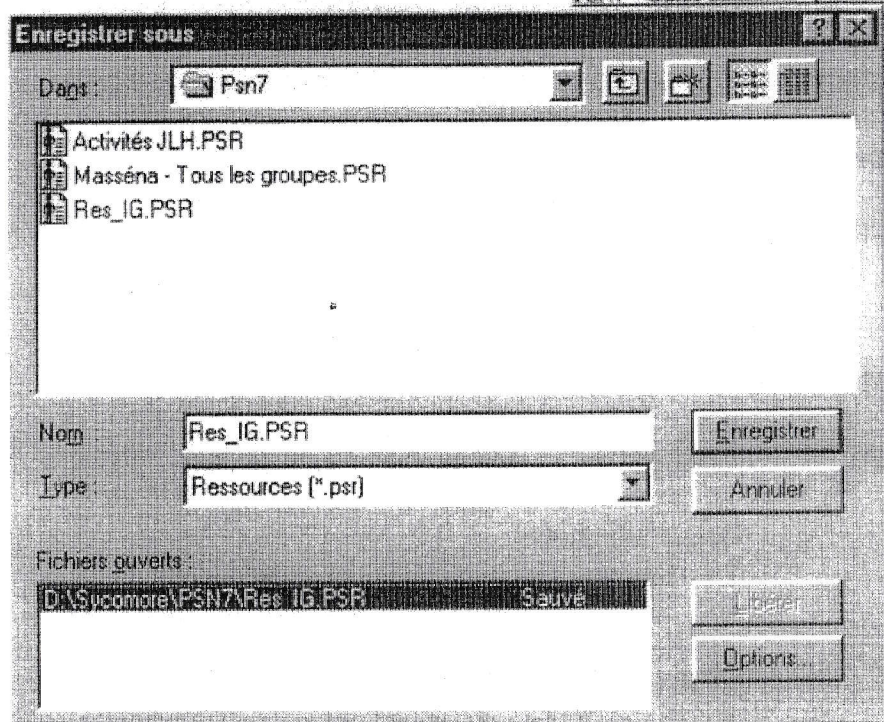 Enregistrer sous
Dans : Psn7
Activités JLH.PSR
Masséna - Tous les groupes.PSR
Res_IG.PSR
Nom : Res_IG.PSR Enregistrer
Type : Ressources (*.psr) Annuler
Fichiers ouverts :
D:\Sycomore\PSN7\Res_IG.PSR Sauvé Libérer
Options...